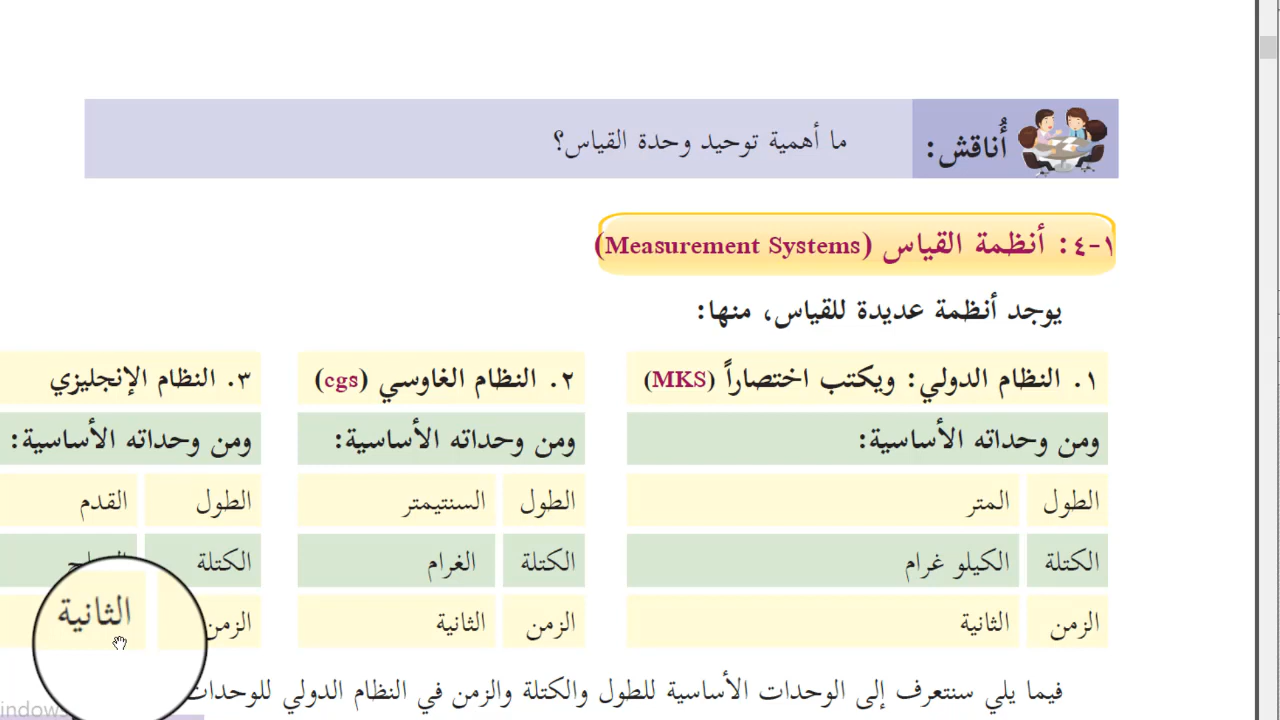 أُناقش: ما أهمية توحيد وحدة القياس؟
١-٤: أنظمة القياس (Measurement Systems)
يوجد أنظمة عديدة للقياس، منها:
١. النظام الدولي: ويكتب اختصاراً (MKS) ٢. النظام الغاوسي (cgs) ٣. النظام الإنجليزي
ومن وحداته الأساسية: ومن وحداته الأساسية: ومن وحداته الأساسية:
الطول المتر الطول السنتيمتر الطول القدم
الكتلة الكيلو غرام الكتلة الغرام الكتلة
الزمن الثانية الزمن الثانية الزمن الثانية
فيما يلي سنتعرف إلى الوحدات الأساسية للطول والكتلة والزمن في النظام الدولي للوحدات